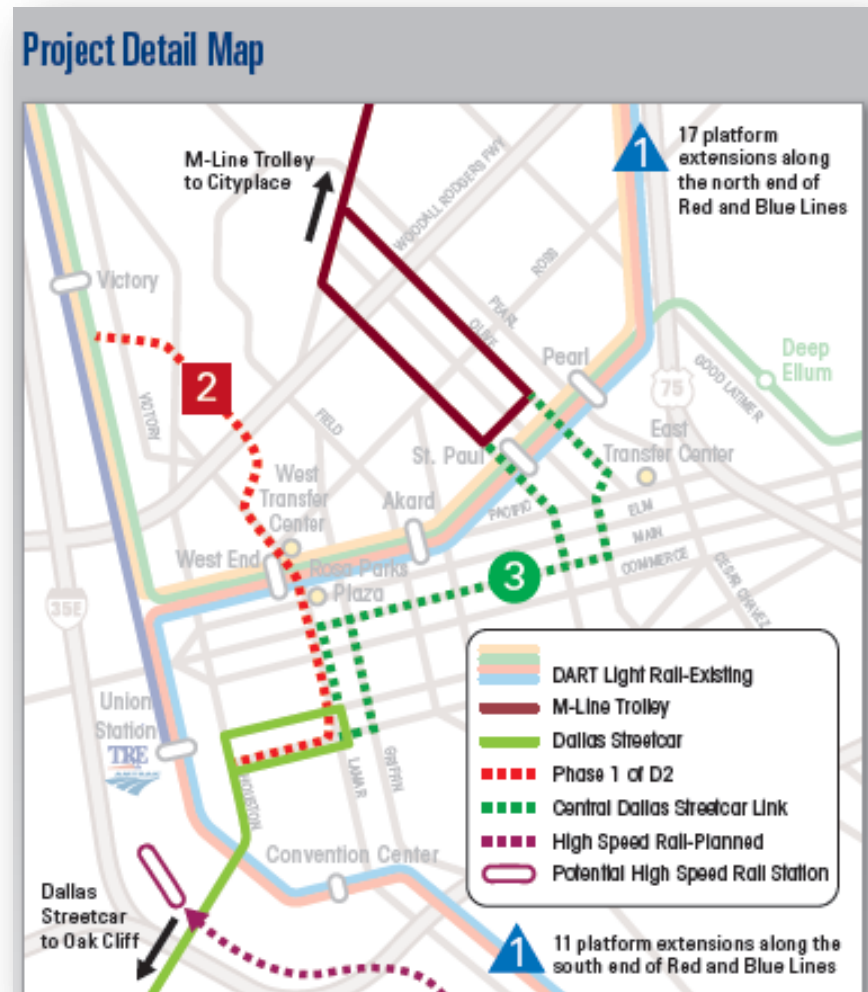 Project Detail Map
M-Line Trolley
to Cityplace
1
17 platform
extensions along
the north end of
Red and Blue Lines
WOODALL RODGERS FWY
ROSS
PEARL
OLIVE
Victory
2
VICTORY
FIELD
Pearl
75
GOOD LATIMER
Deep
Ellum
East
Transfer Center
St. Paul
West
Transfer
Center
Akard
PACIFIC
ELM
MAIN
COMMERCE
CESAR CHAVEZ
West End
Rosa Parks
Plaza
3
35E
Union
Station
TRE
AMTRAK
HOUSTON
LAMAR
GRIFFIN
DART Light Rail-Existing
M-Line Trolley
Dallas Streetcar
Phase 1 of D2
Central Dallas Streetcar Link
High Speed Rail-Planned
Potential High Speed Rail Station
Convention Center
Dallas
Streetcar
to Oak Cliff
1
11 platform extensions along the
south end of Red and Blue Lines